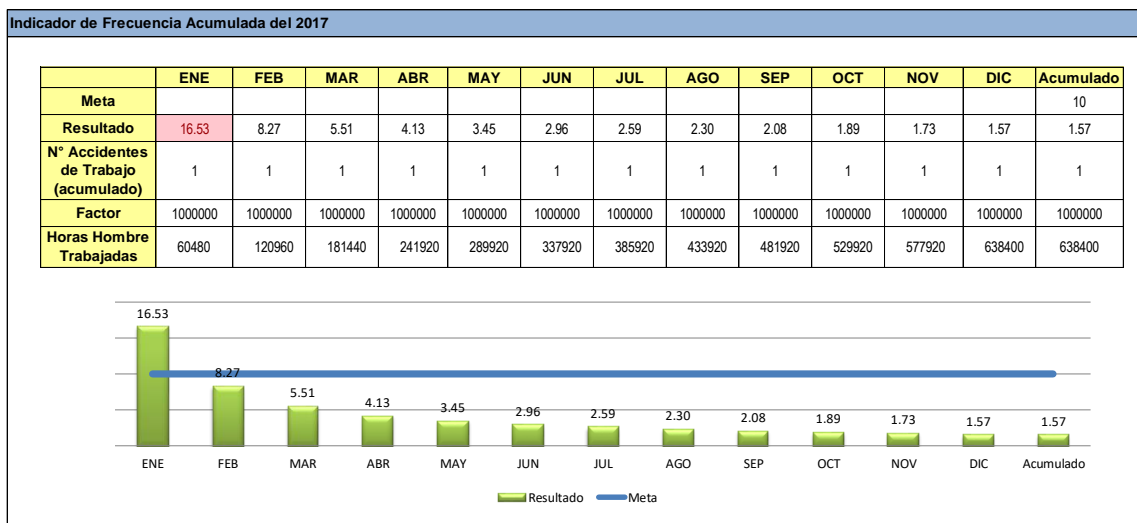 Indicador de Frecuencia Acumulada del 2017
ENE FEB MAR ABR MAY JUN JUL AGO SEP OCT NOV DIC Acumulado
Meta 10
Resultado 16.53 8.27 5.51 4.13 3.45 2.96 2.59 2.30 2.08 1.89 1.73 1.57 1.57
N° Accidentes
de Trabajo 1 1 1 1 1 1 1 1 1 1 1 1 1
(acumulado)
Factor 1000000 1000000 1000000 1000000 1000000 1000000 1000000 1000000 1000000 1000000 1000000 1000000 1000000
Horas Hombre
Trabajadas 60480 120960 181440 241920 289920 337920 385920 433920 481920 529920 577920 638400 638400
16.53
8.27
5.51
4.13
3.45
2.96
2.59
2.30
2.08
1.89
1.73
1.57
1.57
ENE FEB MAR ABR MAY JUN JUL AGO SEP OCT NOV DIC Acumulado
Resultado Meta